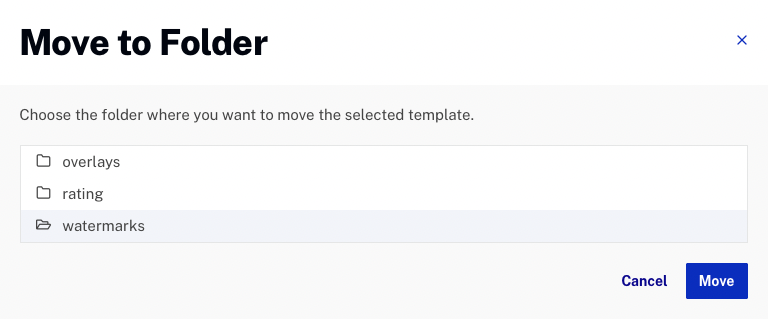 Move to Folder
Choose the folder where you want to move the selected template.
overlays
rating
watermarks
Cancel Move